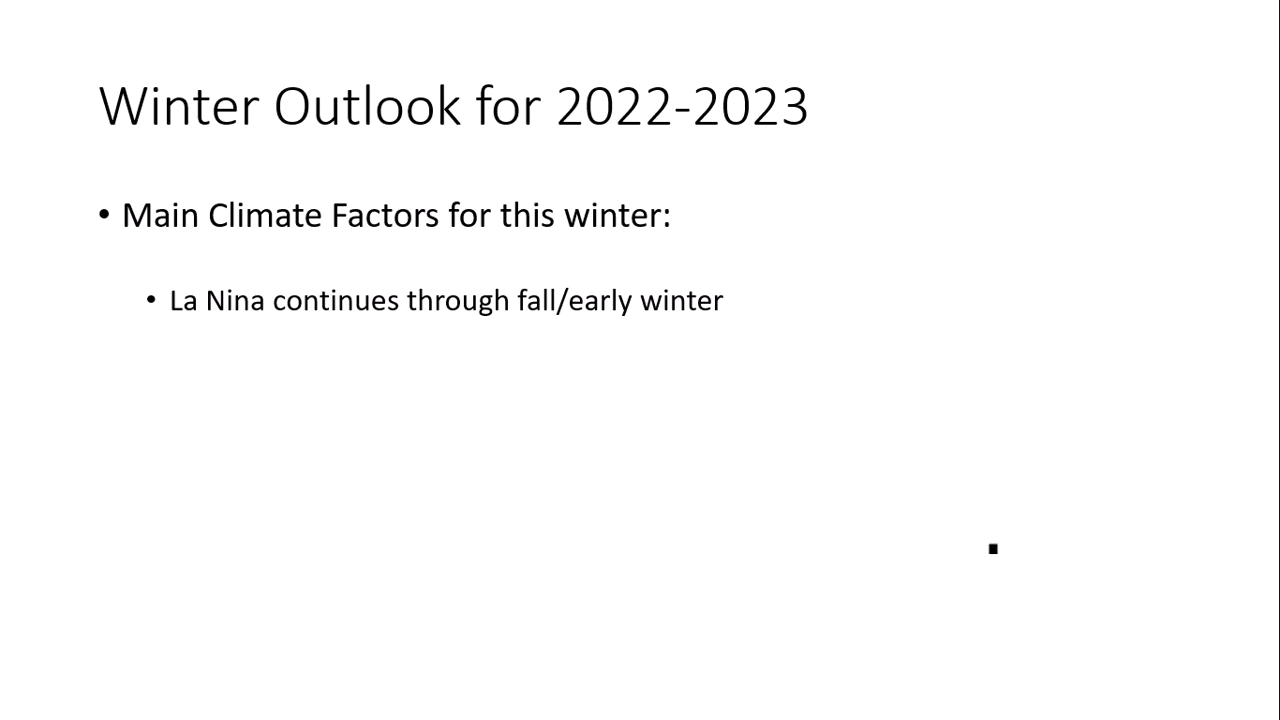 Winter Outlook for 2022-2023
• Main Climate Factors for this winter:
• La Nina continues through fall/early winter